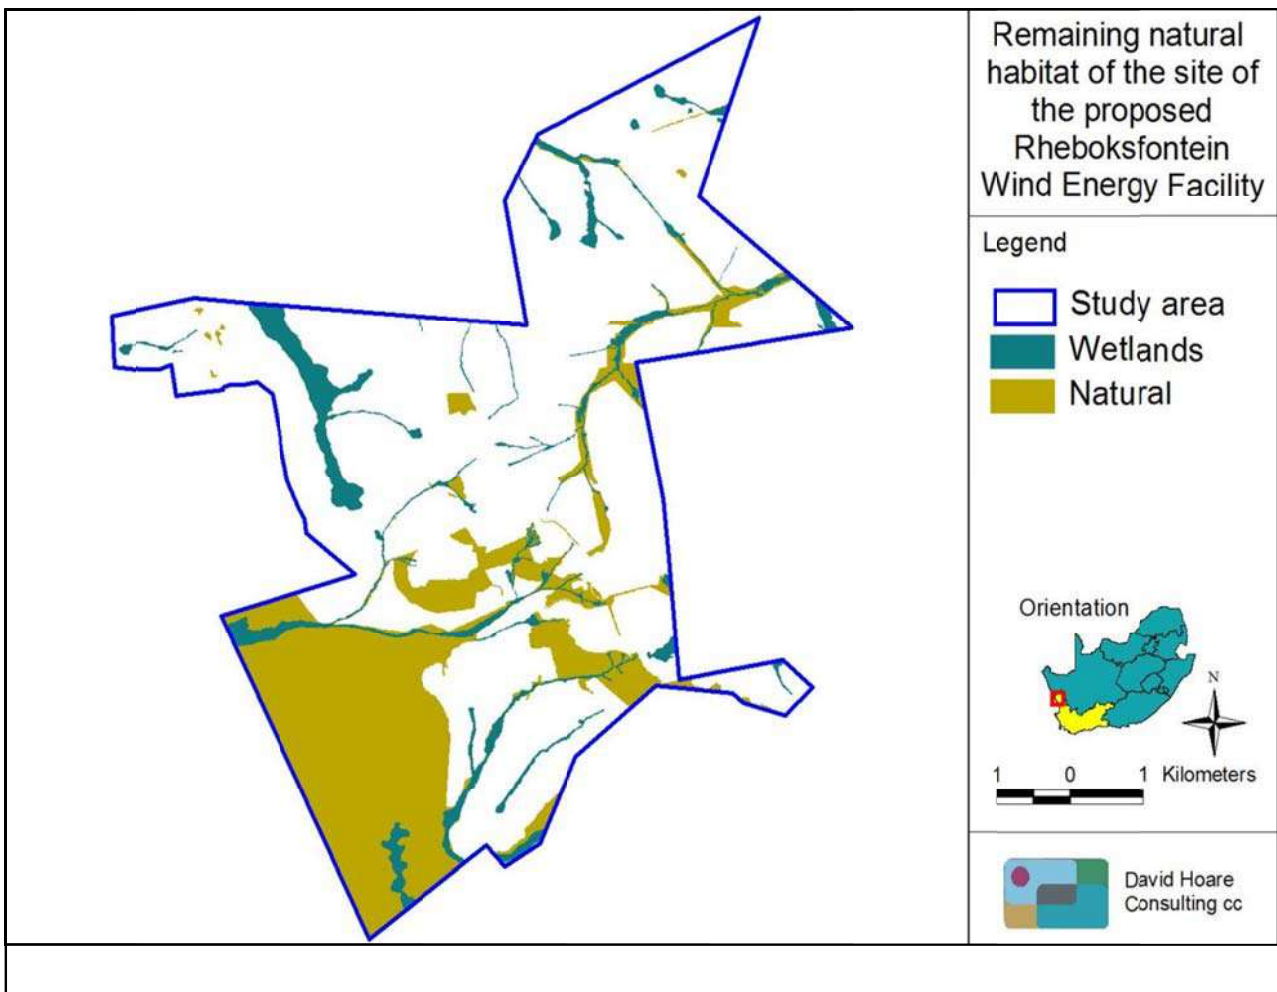 Remaining natural
habitat of the site of
the proposed
Rheboksfontein
Wind Energy Facility
Legend
Study area
Wetlands
Natural
Orientation
N
1 0 1 Kilometers
David Hoare
Consulting cc